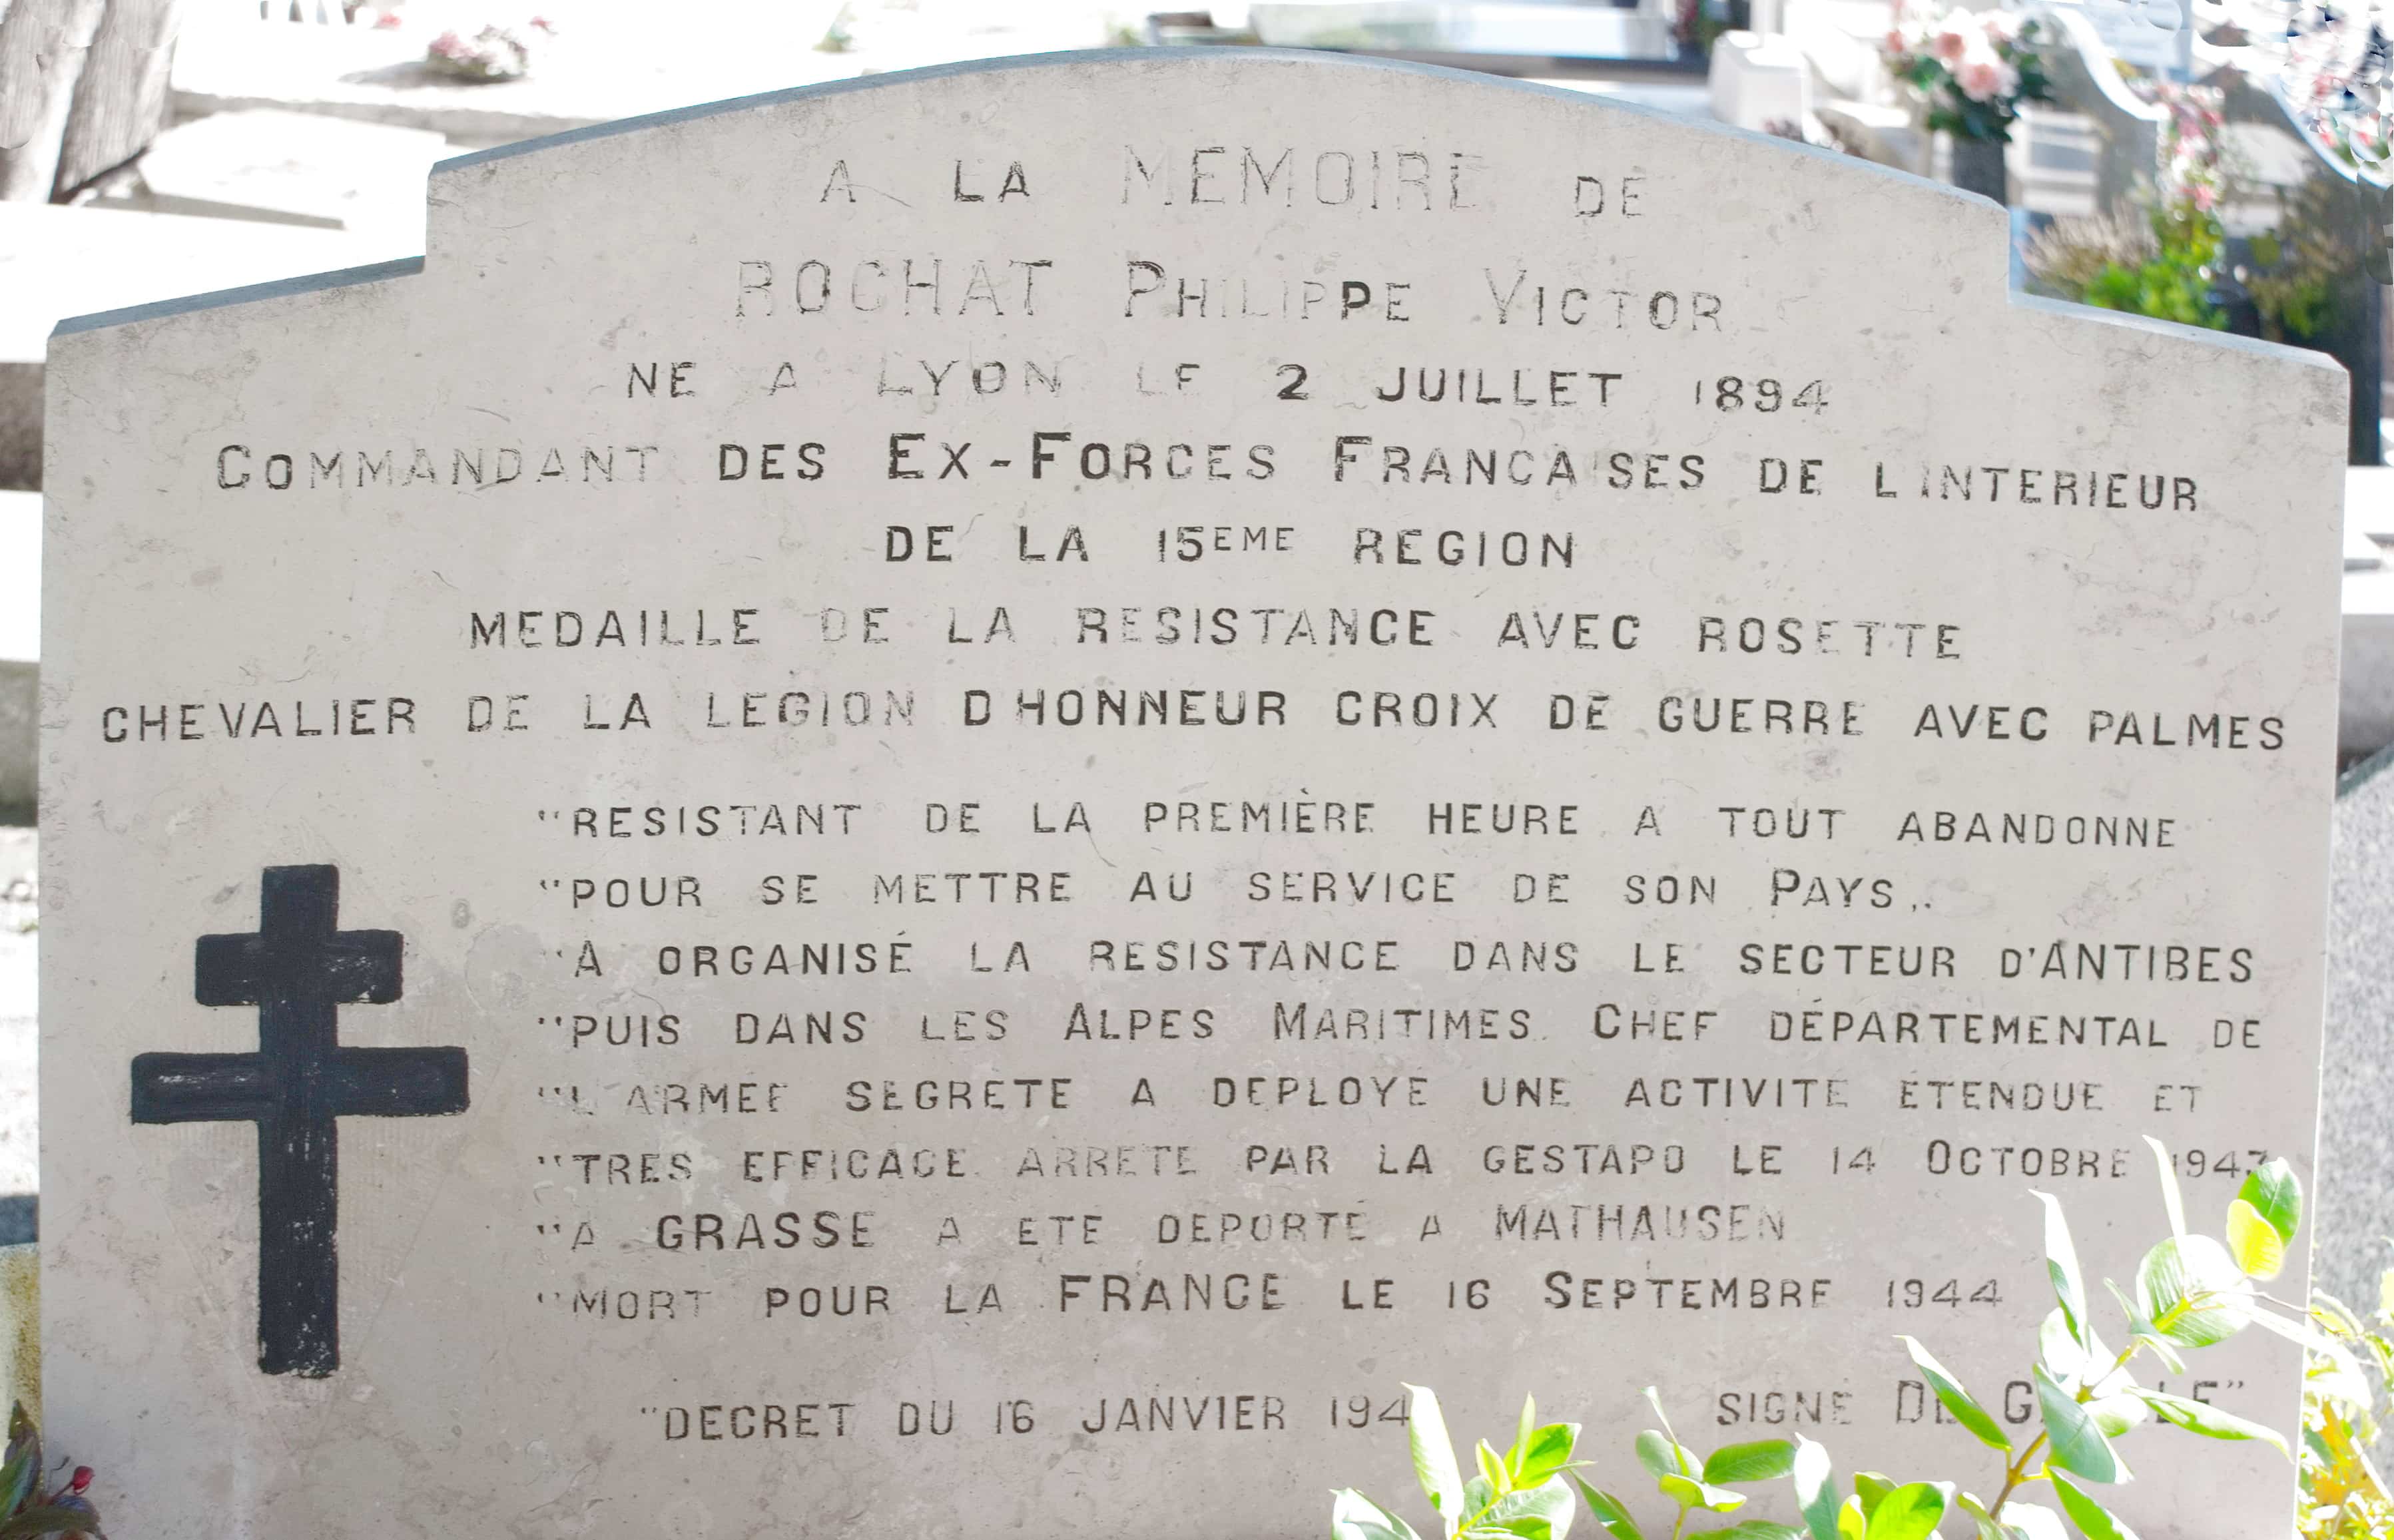 A LA MEMOIRE DE
ROCHAT PHILIPPE VICTOR
NE A LYON LE 2 JUILLET 1894
COMMANDANT DES EX-FORCES FRANCAISES DE L INTERIEUR
DE LA 15EME REGION
MEDAILLE DE LA RESISTANCE AVEC ROSETTE
CHEVALIER DE LA LEGION D HONNEUR CROIX DE GUERRE AVEC PALMES
"RESISTANT DE LA PREMIÈRE HEURE A TOUT ABANDONNE
"POUR SE METTRE AU SERVICE DE SON PAYS..
"A ORGANISÉ LA RESISTANCE DANS LE SECTEUR D'ANTIBES
"PUIS DANS LES ALPES MARITIMES. CHEF DÉPARTEMENTAL DE
"L ARMEE SECRETE A DEPLOYE UNE ACTIVITE ETENDUE ET
"TRES EFFICACE. ARRETE PAR LA GESTAPO LE 14 OCTOBRE 1943
"A GRASSE A ETE DEPORTE A MATHAUSEN
"MORT POUR LA FRANCE LE 16 SEPTEMBRE 1944
"DECRET DU 16 JANVIER SIGNE DE